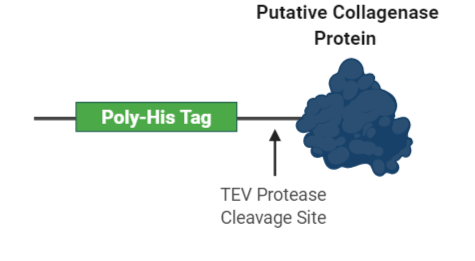 Putative Collagenase
Protein
Poly-His Tag
TEV Protease
Cleavage Site